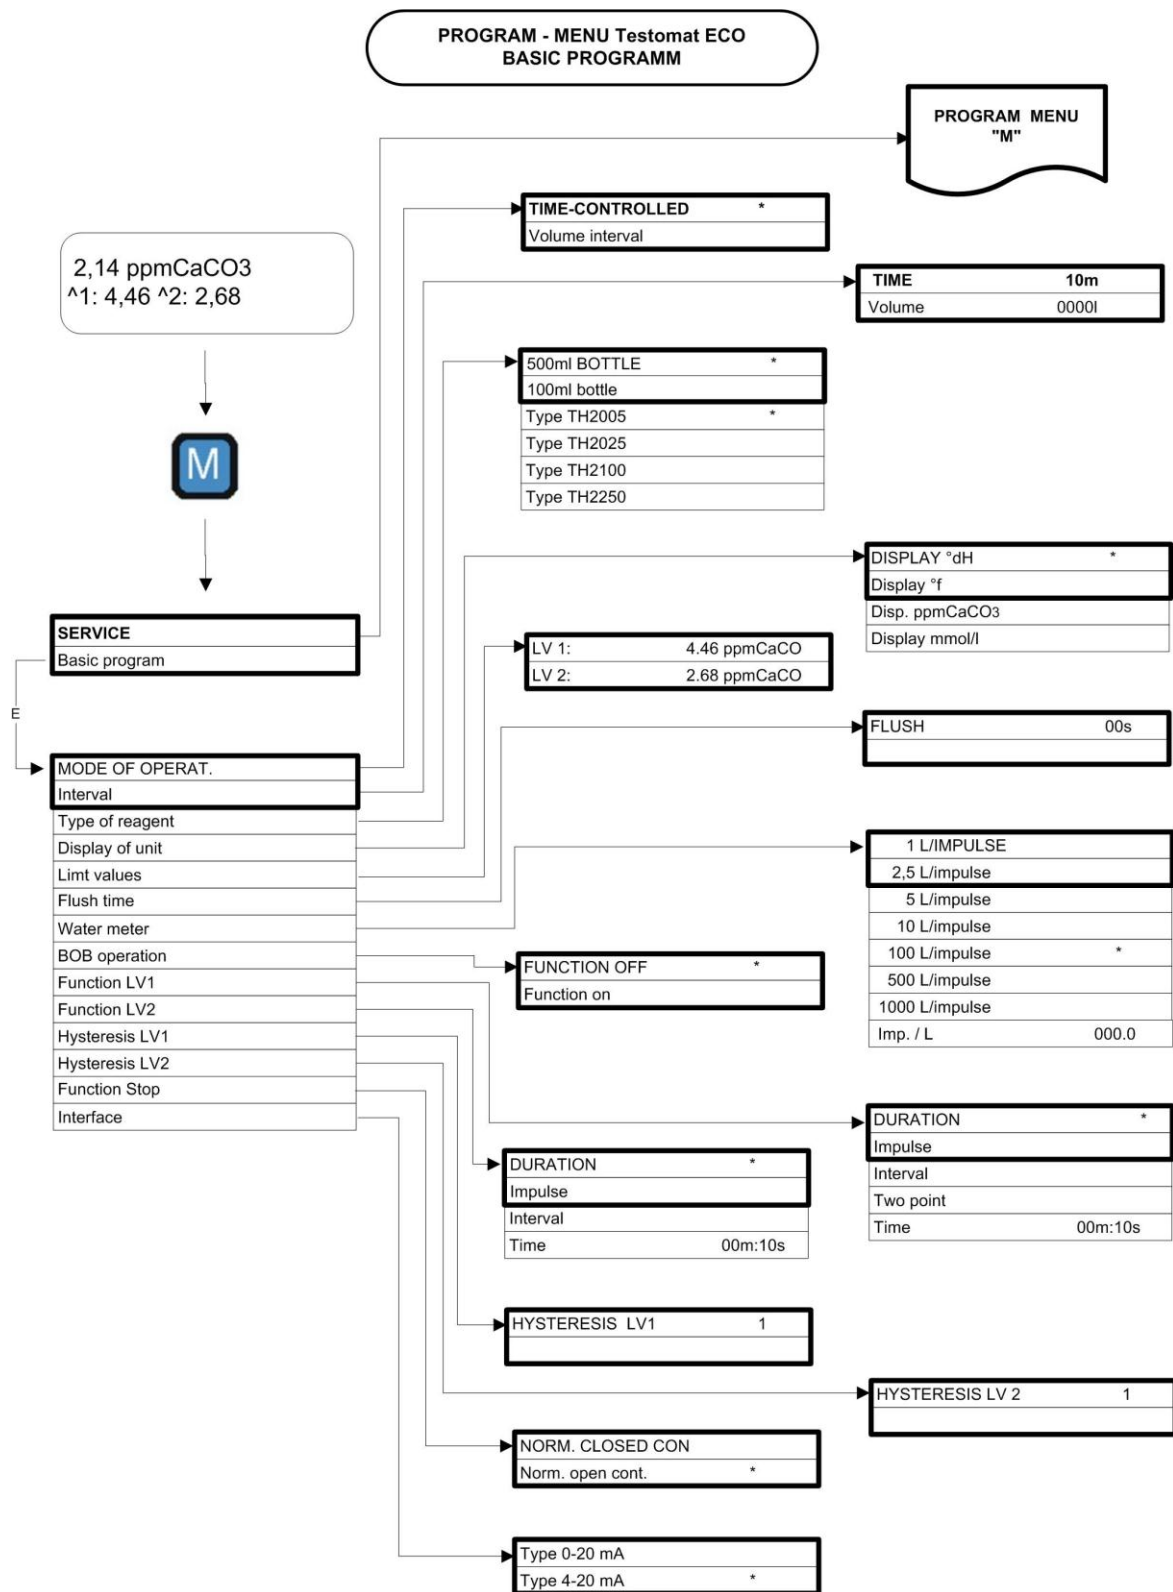 PROGRAM - MENU Testomat ECO
BASIC PROGRAMM
PROGRAM MENU
"M"
TIME-CONTROLLED *
Volume interval
2,14 ppmCaCO3
^1: 4,46 ^2: 2,68
TIME 10m
Volume 0000l
500ml BOTTLE *
100ml bottle
Type TH2005 *
Type TH2025
Type TH2100
Type TH2250
M
DISPLAY °dH *
Display °f
Disp. ppmCaCO3
Display mmol/l
SERVICE
Basic program
E
LV 1: 4.46 ppmCaCO
LV 2: 2.68 ppmCaCO
FLUSH 00s
MODE OF OPERAT.
Interval
Type of reagent
Display of unit
Limt values
Flush time
Water meter
BOB operation
Function LV1
Function LV2
Hysteresis LV1
Hysteresis LV2
Function Stop
Interface
1 L/IMPULSE
2,5 L/impulse
5 L/impulse
10 L/impulse
100 L/impulse *
500 L/impulse
1000 L/impulse
Imp. / L 000.0
FUNCTION OFF *
Function on
DURATION *
Impulse
Interval
Two point
Time 00m:10s
DURATION *
Impulse
Interval
Time 00m:10s
HYSTERESIS LV1 1
HYSTERESIS LV 2 1
NORM. CLOSED CON
Norm. open cont. *
Type 0-20 mA
Type 4-20 mA *